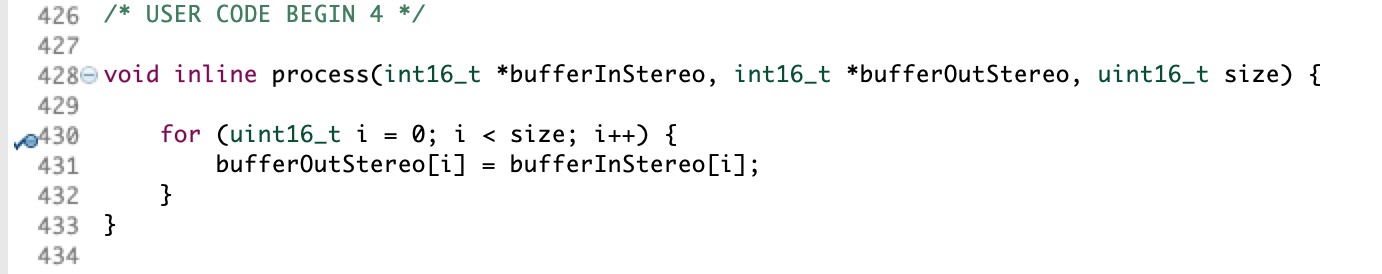 426 /* USER CODE BEGIN 4 */
427
428 void inline process(int16_t *bufferInStereo, int16_t *bufferOutStereo, uint16_t size) {
429
430 for (uint16_t i = 0; i < size; i++) {
431 bufferOutStereo[i] = bufferInStereo[i];
432 }
433 }
434